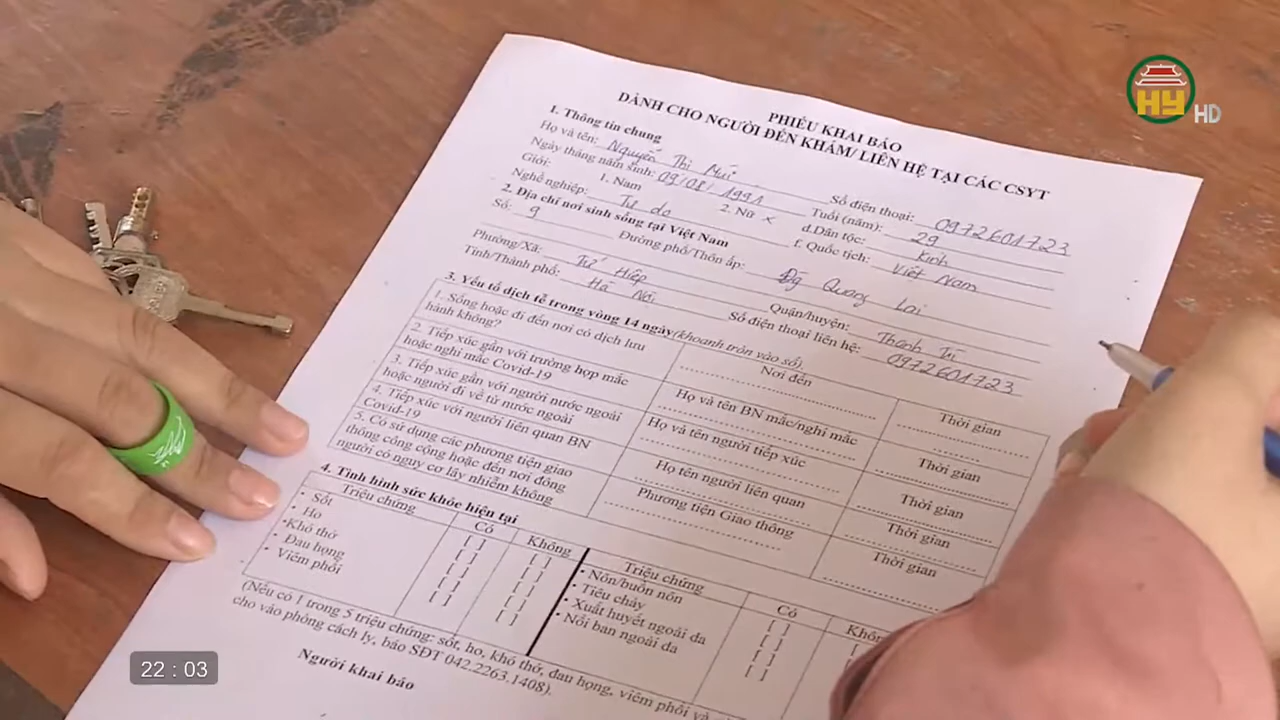 HY HD
PHIẾU KHAI BÁO
DÀNH CHO NGƯỜI ĐẾN KHÁM/ LIÊN HỆ TẠI CÁC CSYT
1. Thông tin chung
Họ và tên: Nguyễn Thị Mút Số điện thoại: 0972601723
Ngày tháng năm sinh: 09/08/1991 Tuổi (năm): 29
Giới: 1. Nam 2. Nữ x d.Dân tộc: Kinh
Nghề nghiệp: Tự do f. Quốc tịch: Việt Nam
2. Địa chỉ nơi sinh sống tại Việt Nam
Số: 9 Đường phố/Thôn ấp: Quang Lai
Phường/Xã: Tứ Hiệp Quận/huyện: Thanh Trì
Tỉnh/Thành phố: Hà Nội Số điện thoại liên hệ: 0972601723
3. Yếu tố dịch tễ trong vòng 14 ngày(khoanh tròn vào số).
1. Sống hoặc đi đến nơi có dịch lưu hành không? Nơi đến Thời gian
2. Tiếp xúc gần với trường hợp mắc hoặc nghi mắc Covid-19 Họ và tên BN mắc/nghi mắc Thời gian
3. Tiếp xúc gần với người nước ngoài hoặc người đi về từ nước ngoài Họ và tên người tiếp xúc Thời gian
4. Tiếp xúc với người liên quan BN Covid-19 Họ tên người liên quan Thời gian
5. Có sử dụng các phương tiện giao thông công cộng hoặc đến nơi đông người có nguy cơ lây nhiễm không Phương tiện Giao thông Thời gian
4. Tình hình sức khỏe hiện tại
Triệu chứng Có Không Triệu chứng Có
• Sốt [ ] [ ] • Nôn/buồn nôn [ ]
• Ho [ ] [ ] • Tiêu chảy [ ]
•Khó thở [ ] [ ] • Xuất huyết ngoài da [ ]
• Đau họng [ ] [ ] • Nổi ban ngoài da [ ]
• Viêm phổi [ ] [ ]
(Nếu có 1 trong 5 triệu chứng: sốt, ho, khó thở, đau họng, viêm phổi và
cho vào phòng cách ly, báo SĐT 042.2263.1408).
Người khai báo
22 : 03